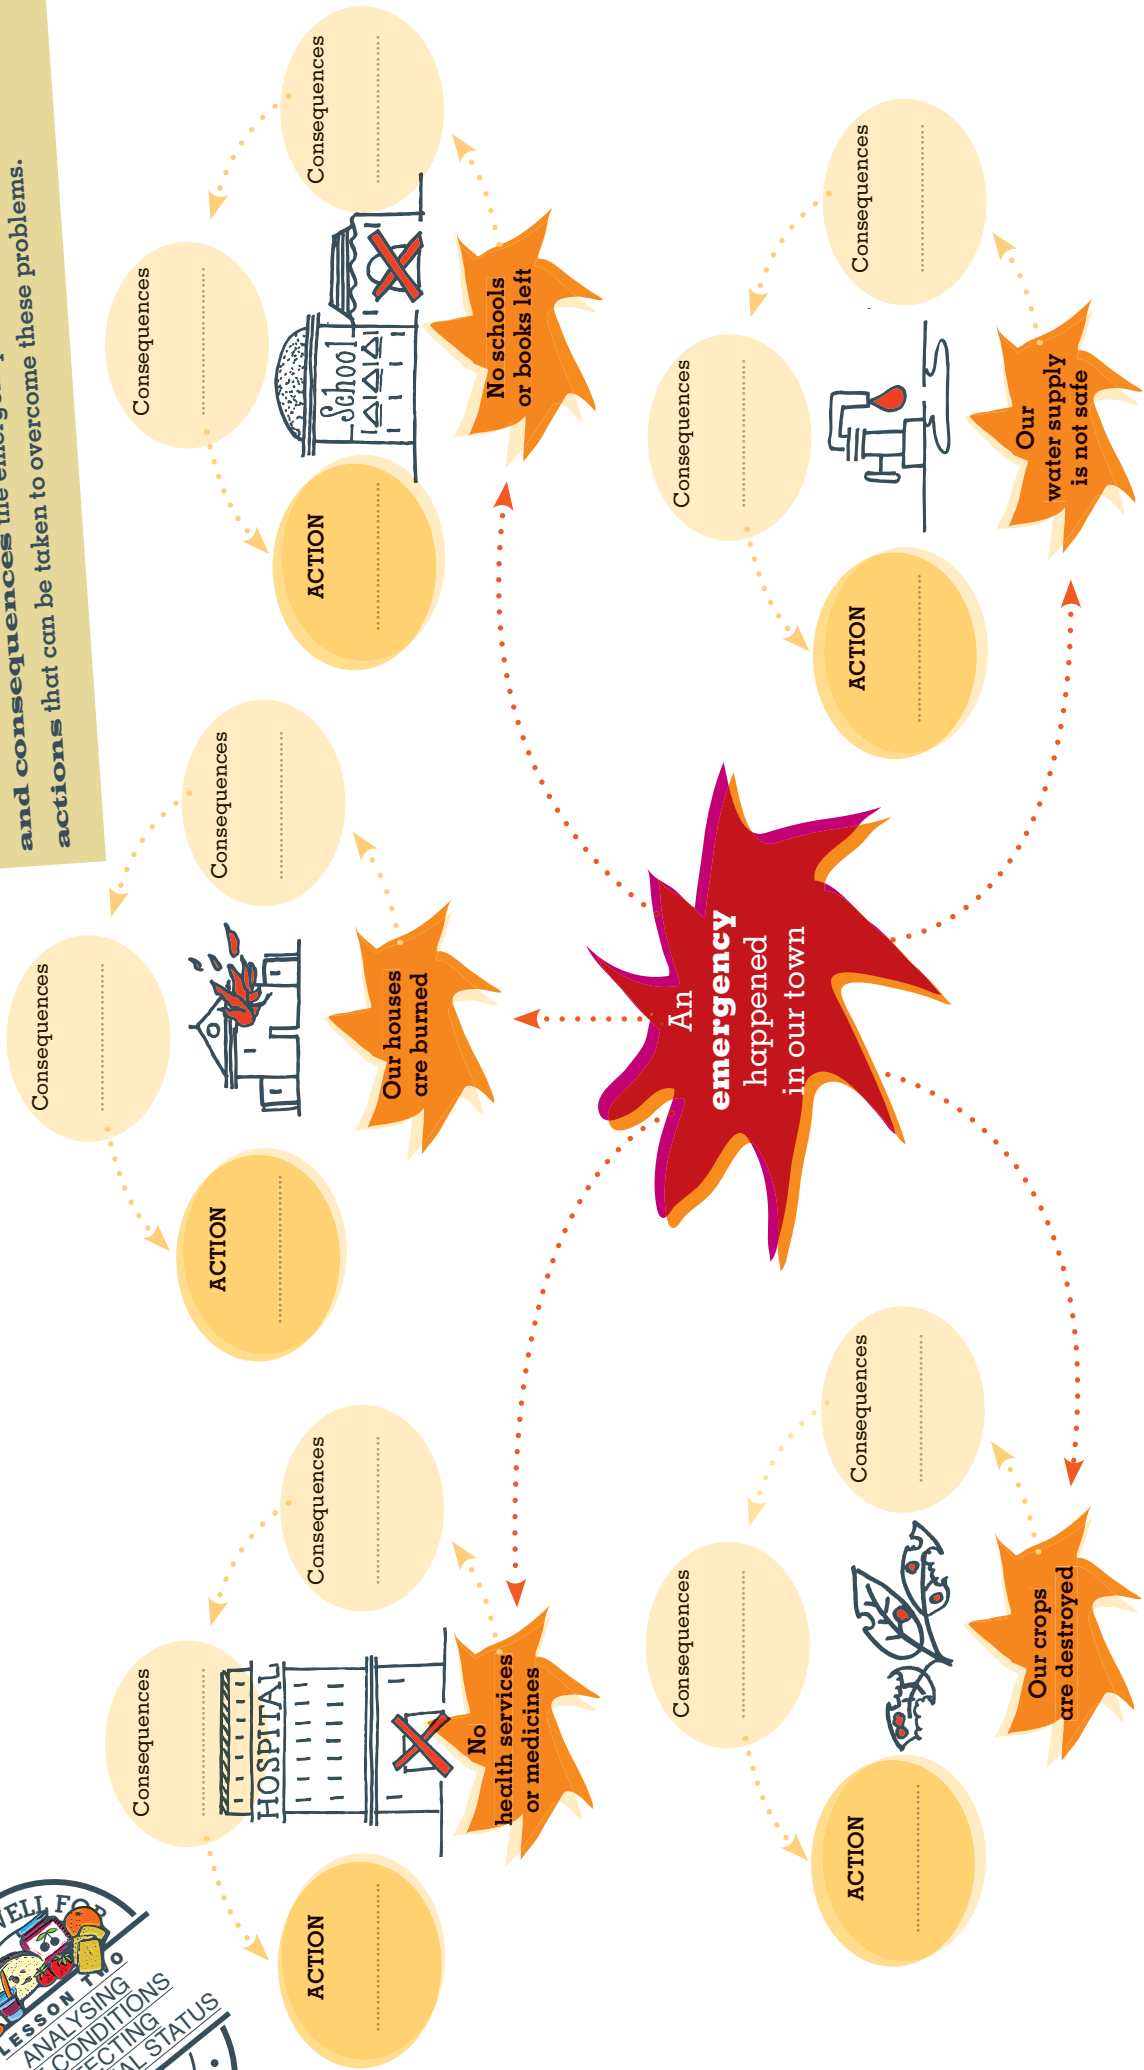 and consequences the
actions that can be taken to overcome these problems.
WELL FOR
LESSON TWO
ANALYSING
CONDITIONS
STATUS
No
health services
or medicines
Consequences
Consequences
ACTION
HOSPITAL
Our houses
are burned
Consequences
Consequences
ACTION
No schools
or books left
Consequences
Consequences
ACTION
School
An
emergency
happened
in our town
Our crops
are destroyed
Consequences
Consequences
ACTION
Our
water supply
is not safe
Consequences
Consequences
ACTION